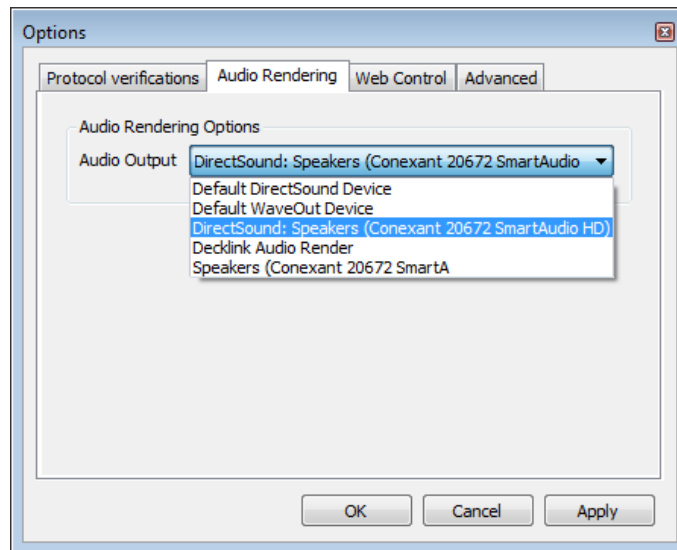 Options
Protocol verifications Audio Rendering Web Control Advanced
Audio Rendering Options
Audio Output DirectSound: Speakers (Conexant 20672 SmartAudio
Default DirectSound Device
Default WaveOut Device
DirectSound: Speakers (Conexant 20672 SmartAudio HD)
Decklink Audio Render
Speakers (Conexant 20672 SmartA
OK Cancel Apply